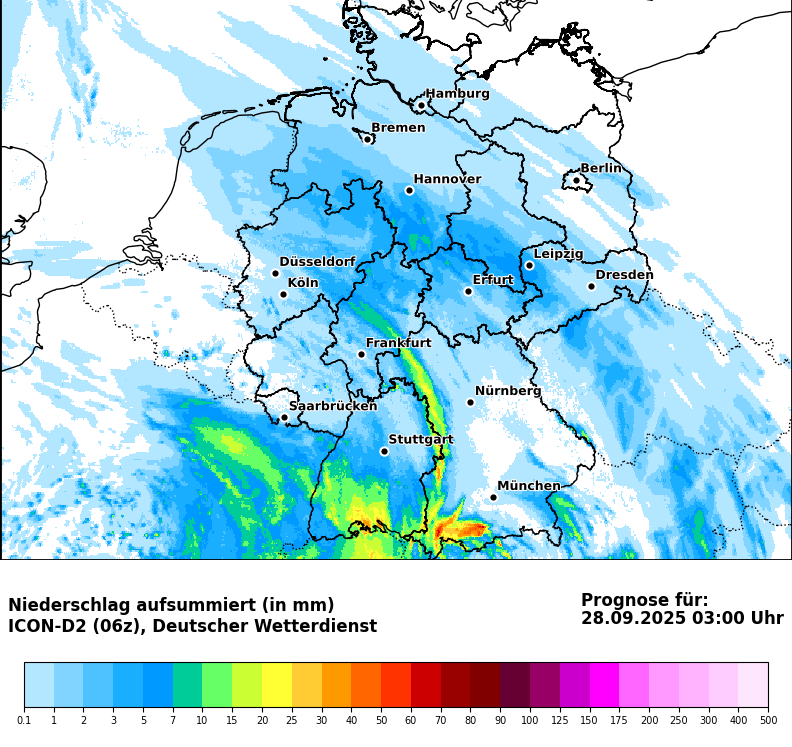 Hamburg
Bremen
Berlin
Hannover
Düsseldorf
Leipzig
Köln
Erfurt
Dresden
Frankfurt
Nürnberg
Saarbrücken
Stuttgart
München
Niederschlag aufsummiert (in mm)
ICON-D2 (06z), Deutscher Wetterdienst
Prognose für:
28.09.2025 03:00 Uhr
0.1 1 2 3 5 7 10 15 20 25 30 40 50 60 70 80 90 100 125 150 175 200 250 300 400 500